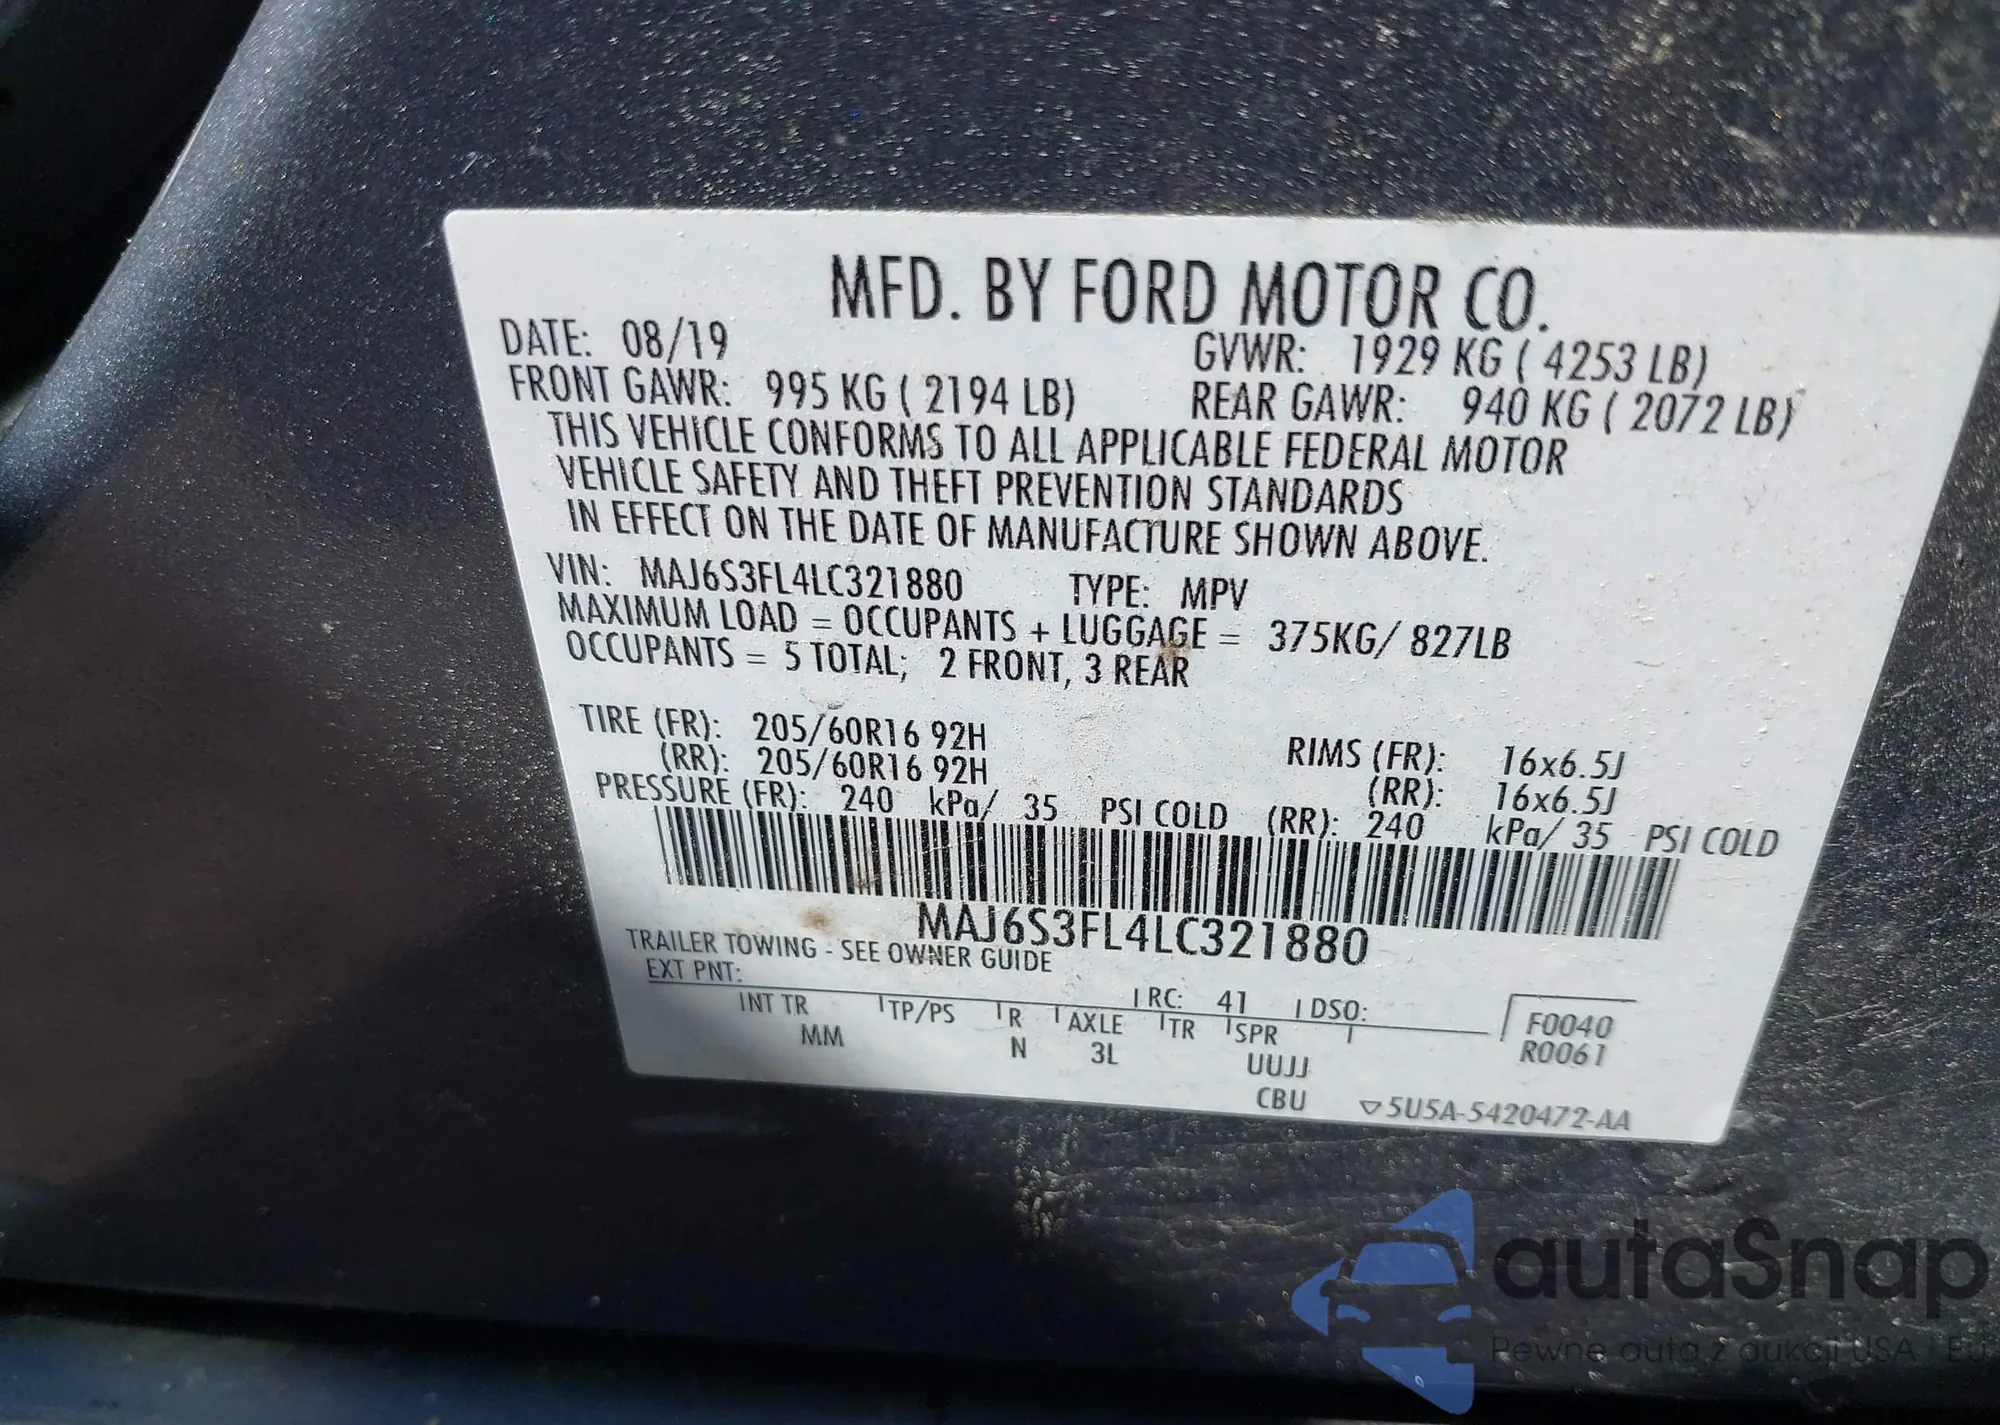 MFD. BY FORD MOTOR CO.
DATE: 08/19 GVWR: 1929 KG ( 4253 LB)
FRONT GAWR: 995 KG ( 2194 LB) REAR GAWR: 940 KG ( 2072 LB)
THIS VEHICLE CONFORMS TO ALL APPLICABLE FEDERAL MOTOR
VEHICLE SAFETY AND THEFT PREVENTION STANDARDS
IN EFFECT ON THE DATE OF MANUFACTURE SHOWN ABOVE.
VIN: MAJ6S3FL4LC321880 TYPE: MPV
MAXIMUM LOAD = OCCUPANTS + LUGGAGE = 375KG/ 827LB
OCCUPANTS = 5 TOTAL; 2 FRONT, 3 REAR
TIRE (FR): 205/60R16 92H RIMS (FR): 16x6.5J
(RR): 205/60R16 92H (RR): 16x6.5J
PRESSURE (FR): 240 kPa/ 35 PSI COLD (RR): 240 kPa/ 35 PSI COLD
MAJ6S3FL4LC321880
TRAILER TOWING - SEE OWNER GUIDE
EXT PNT: RC: 41 DSO:
INT TR TP/PS R AXLE TR SPR F0040
MM N 3L UUJJ R0061
CBU ▽5U5A-5420472-AA
autaSnap
Pewne auta z aukcji USA i Eu